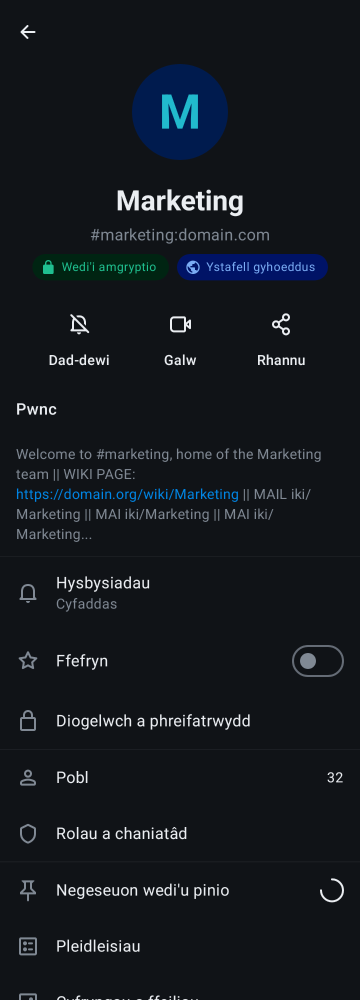 M
Marketing
#marketing:domain.com
Wedi'i amgryptio
Ystafell gyhoeddus
Dad-dewi
Galw
Rhannu
Pwnc
Welcome to #marketing, home of the Marketing
team || WIKI PAGE:
https://domain.org/wiki/Marketing || MAIL iki/
Marketing || MAI iki/Marketing || MAI iki/
Marketing...
Hysbysiadau
Cyfaddas
Ffefryn
Diogelwch a phreifatrwydd
Pobl
32
Rolau a chaniatâd
Negeseuon wedi'u pinio
Pleidleisiau
Cyfryngau a ffeiliau